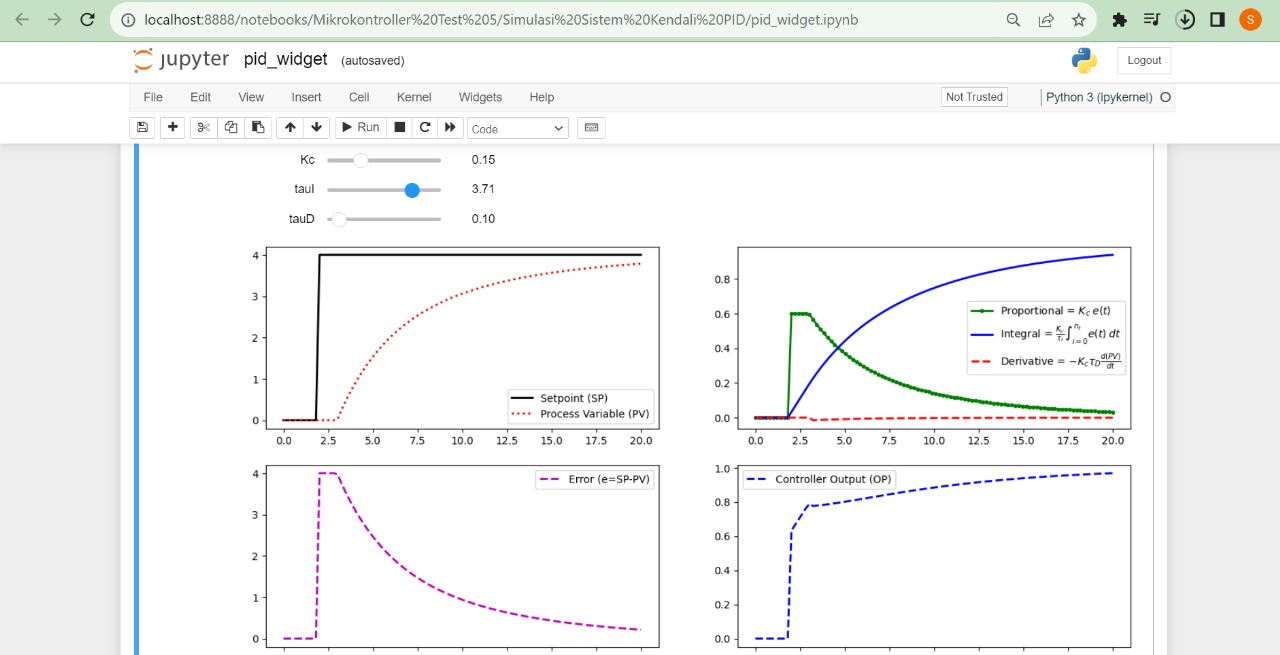 localhost:8888/notebooks/Mikrokontroller%20Test%205/Simulasi%20Sistem%20Kendali%20PID/pid_widget.ipynb
S
jupyter pid_widget (autosaved)
Logout
File Edit View Insert Cell Kernel Widgets Help
Not Trusted
Python 3 (ipykernel)
Run
Code
Kc 0.15
tauI 3.71
tauD 0.10
4
3
2
1
0
0.0 2.5 5.0 7.5 10.0 12.5 15.0 17.5 20.0
Setpoint (SP)
Process Variable (PV)
0.8
0.6
0.4
0.2
0.0
0.0 2.5 5.0 7.5 10.0 12.5 15.0 17.5 20.0
Proportional = K_c e(t)
Integral = K_c/τ_i ∫_{i=0}^{n_t} e(t) dt
Derivative = −K_c τ_D d(PV)/dt
4
3
2
1
0
Error (e=SP-PV)
1.0
0.8
0.6
0.4
0.2
0.0
Controller Output (OP)